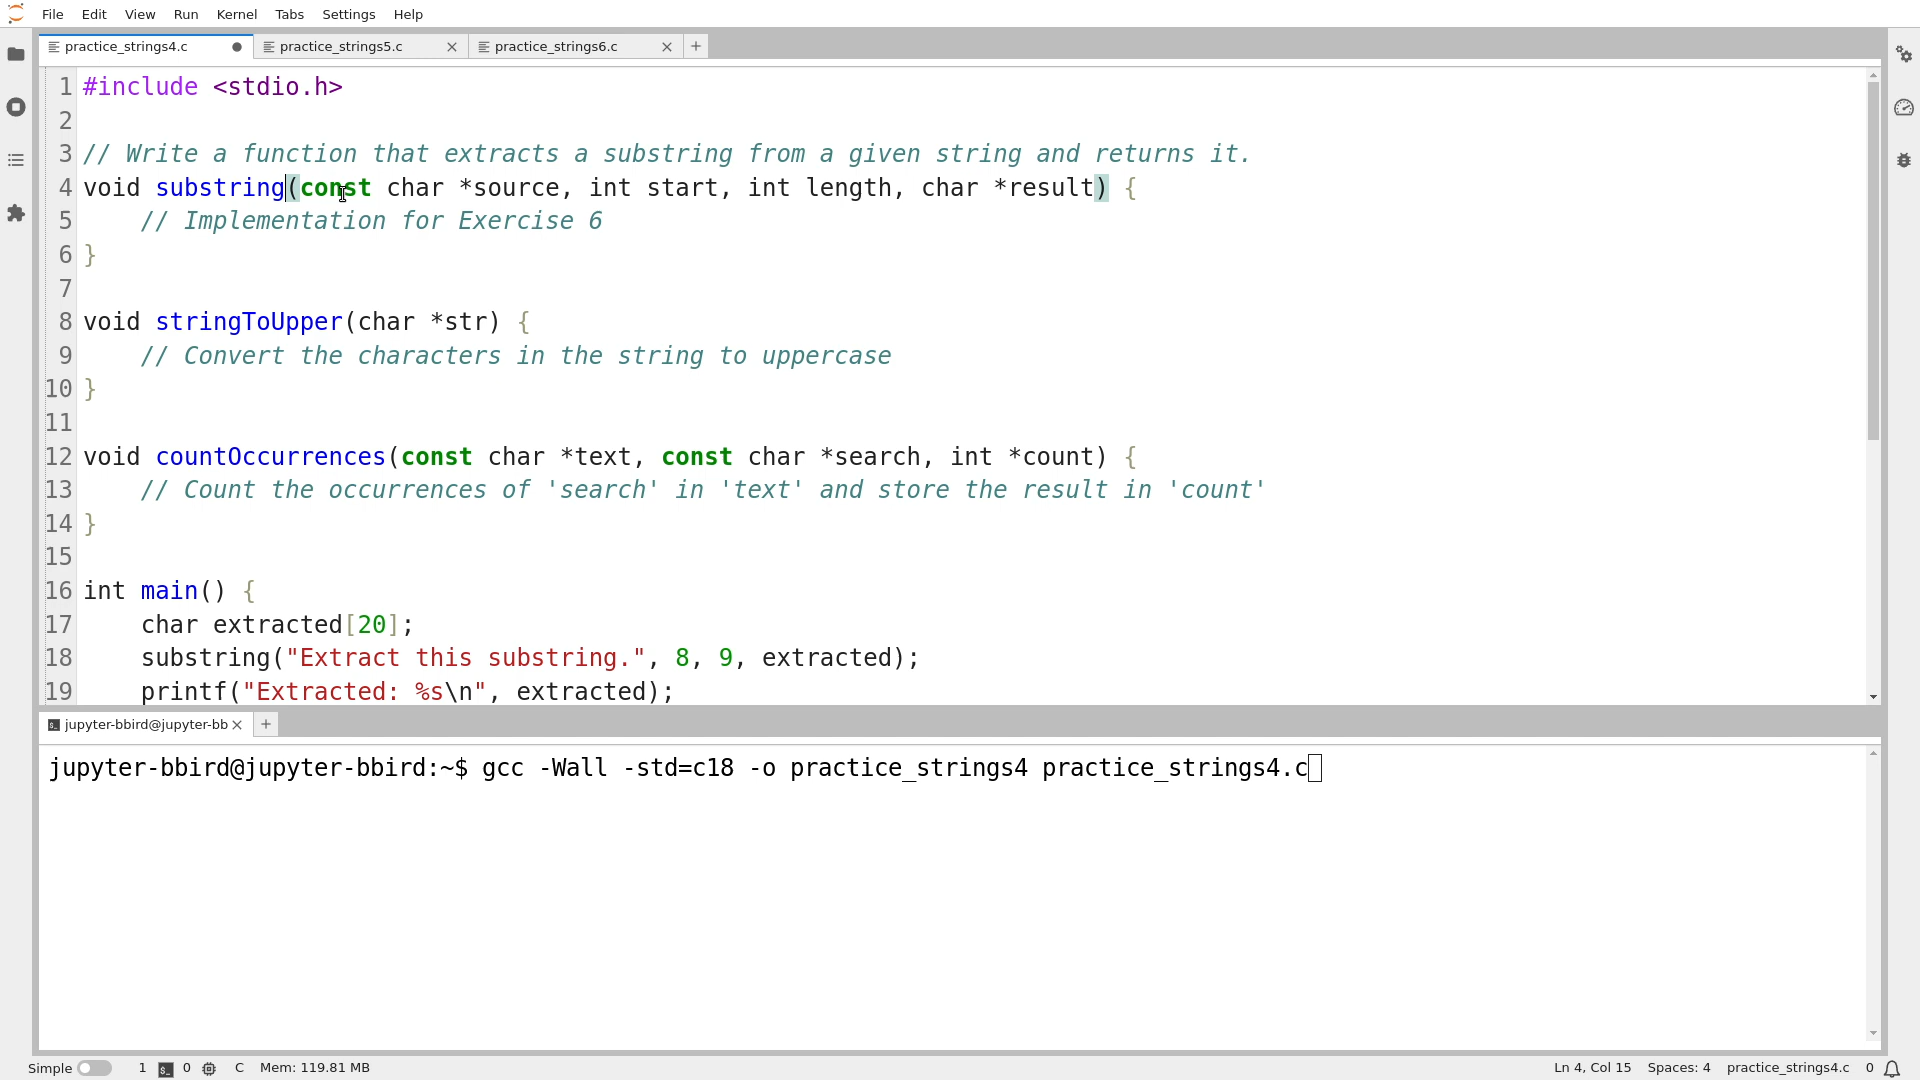 File Edit View Run Kernel Tabs Settings Help
practice_strings4.c practice_strings5.c practice_strings6.c
1 #include <stdio.h>
2
3 // Write a function that extracts a substring from a given string and returns it.
4 void substring(const char *source, int start, int length, char *result) {
5     // Implementation for Exercise 6
6 }
7
8 void stringToUpper(char *str) {
9     // Convert the characters in the string to uppercase
10 }
11
12 void countOccurrences(const char *text, const char *search, int *count) {
13     // Count the occurrences of 'search' in 'text' and store the result in 'count'
14 }
15
16 int main() {
17     char extracted[20];
18     substring("Extract this substring.", 8, 9, extracted);
19     printf("Extracted: %s\n", extracted);
jupyter-bbird@jupyter-bb
jupyter-bbird@jupyter-bbird:~$ gcc -Wall -std=c18 -o practice_strings4 practice_strings4.c
Simple 1 0 C Mem: 119.81 MB Ln 4, Col 15 Spaces: 4 practice_strings4.c 0